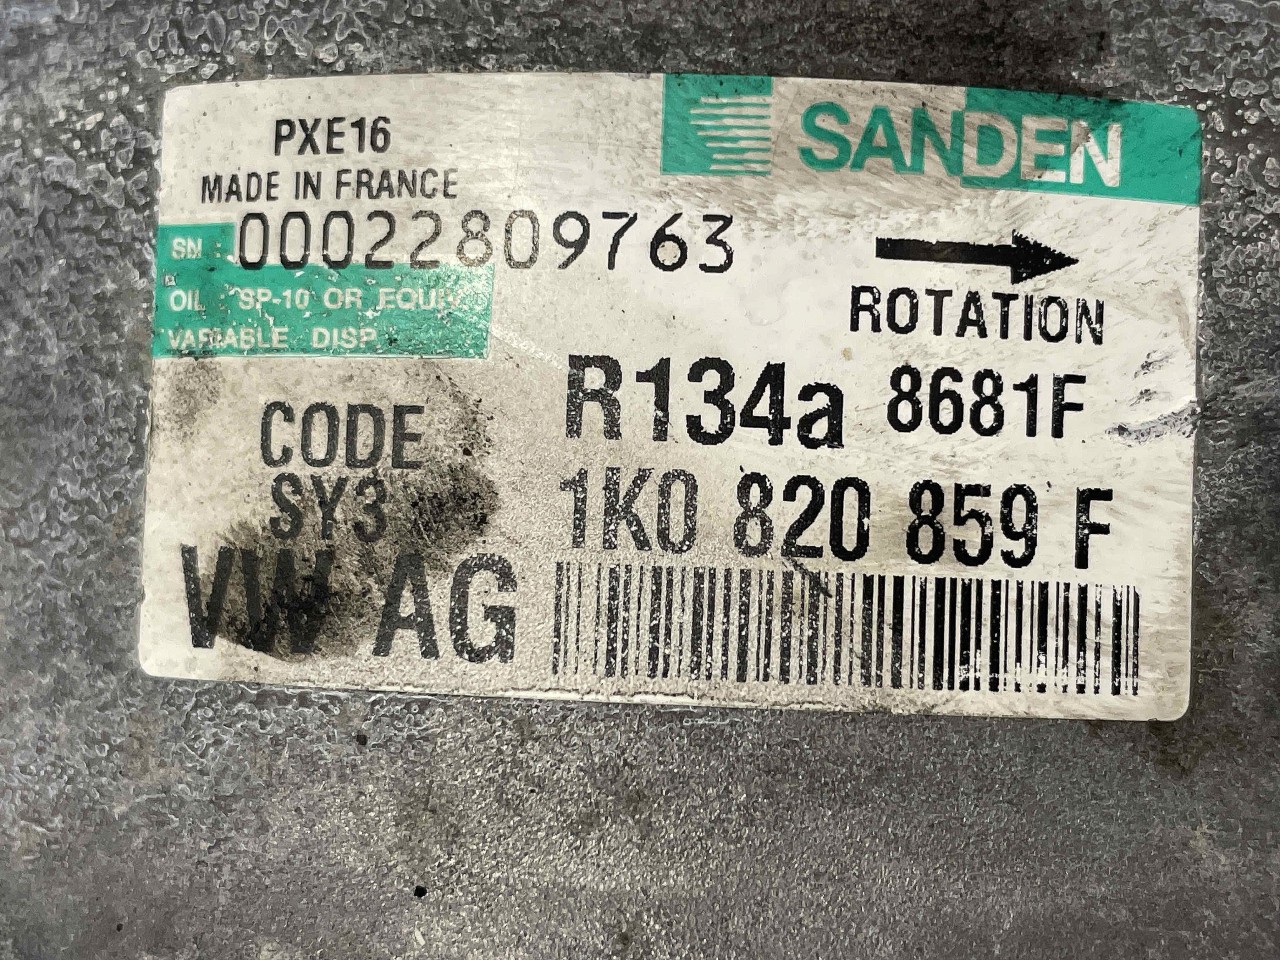 PXE16
SANDEN
MADE IN FRANCE
SN : 00022809763
OIL : SP-10 OR EQUIV
VARIABLE DISP.
ROTATION
R134a 8681F
CODE
SY3
1K0 820 859 F
VW AG